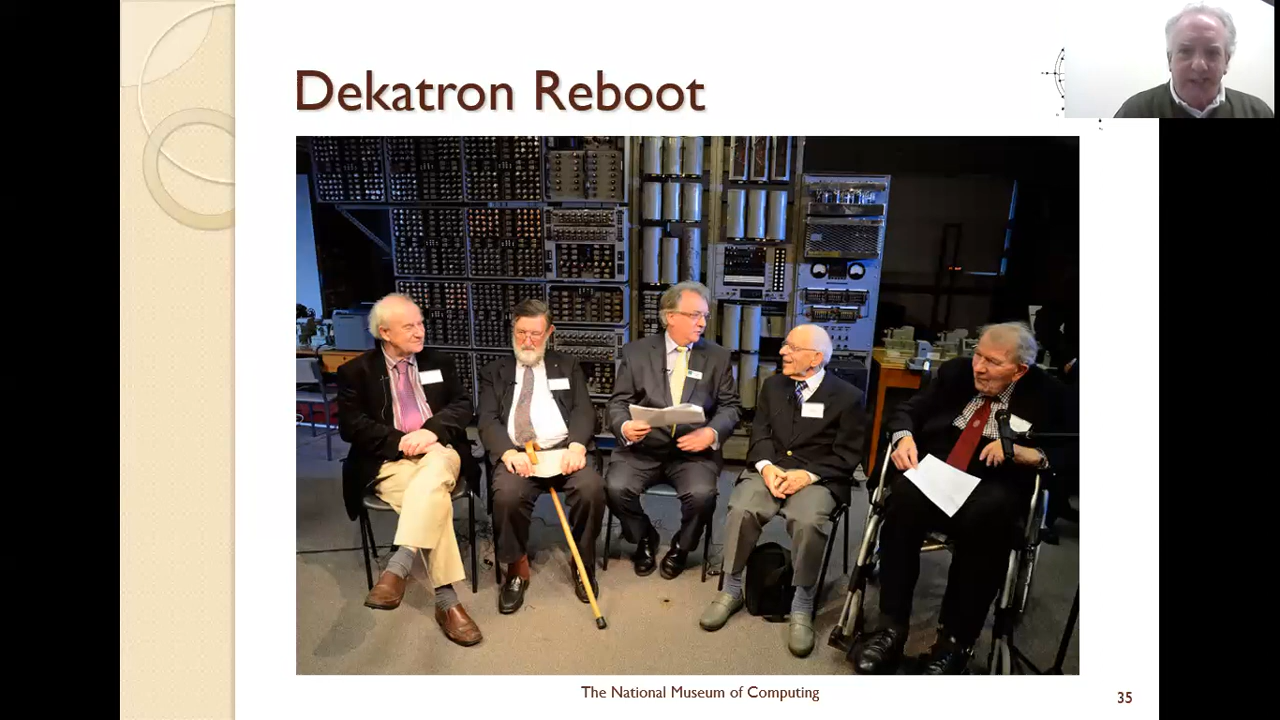 Dekatron Reboot
The National Museum of Computing
35